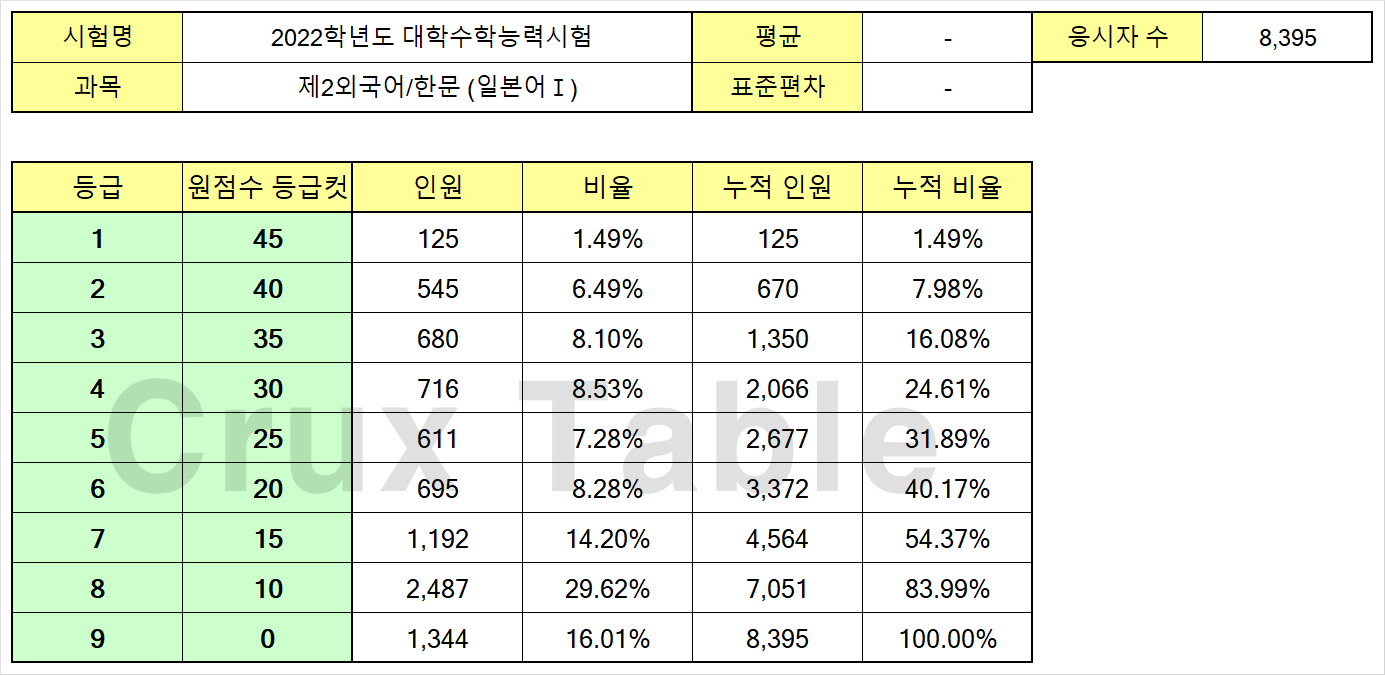 시험명 2022학년도 대학수학능력시험 평균 - 응시자 수 8,395
과목 제2외국어/한문 (일본어Ⅰ) 표준편차 -
등급 원점수 등급컷 인원 비율 누적 인원 누적 비율
1 45 125 1.49% 125 1.49%
2 40 545 6.49% 670 7.98%
3 35 680 8.10% 1,350 16.08%
4 30 716 8.53% 2,066 24.61%
5 25 611 7.28% 2,677 31.89%
6 20 695 8.28% 3,372 40.17%
7 15 1,192 14.20% 4,564 54.37%
8 10 2,487 29.62% 7,051 83.99%
9 0 1,344 16.01% 8,395 100.00%
Crux Table